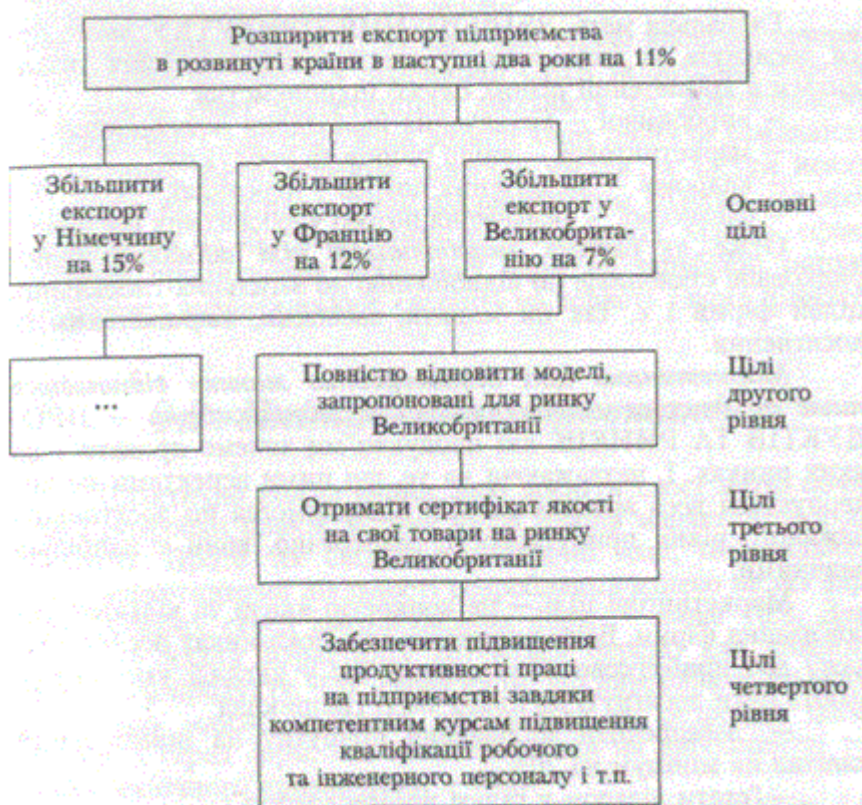 Розширити експорт підприємства
в розвинуті країни в наступні два роки на 11%
Збільшити
експорт
у Німеччину
на 15%
Збільшити
експорт
у Францію
на 12%
Збільшити
експорт у
Великобрита-
нію на 7%
Основні
цілі
...
Повністю відновити моделі,
запропоновані для ринку
Великобританії
Цілі
другого
рівня
Отримати сертифікат якості
на свої товари на ринку
Великобританії
Цілі
третього
рівня
Забезпечити підвищення
продуктивності праці
на підприємстві завдяки
компетентним курсам підвищення
кваліфікації робочого
та інженерного персоналу і т.п.
Цілі
четвертого
рівня